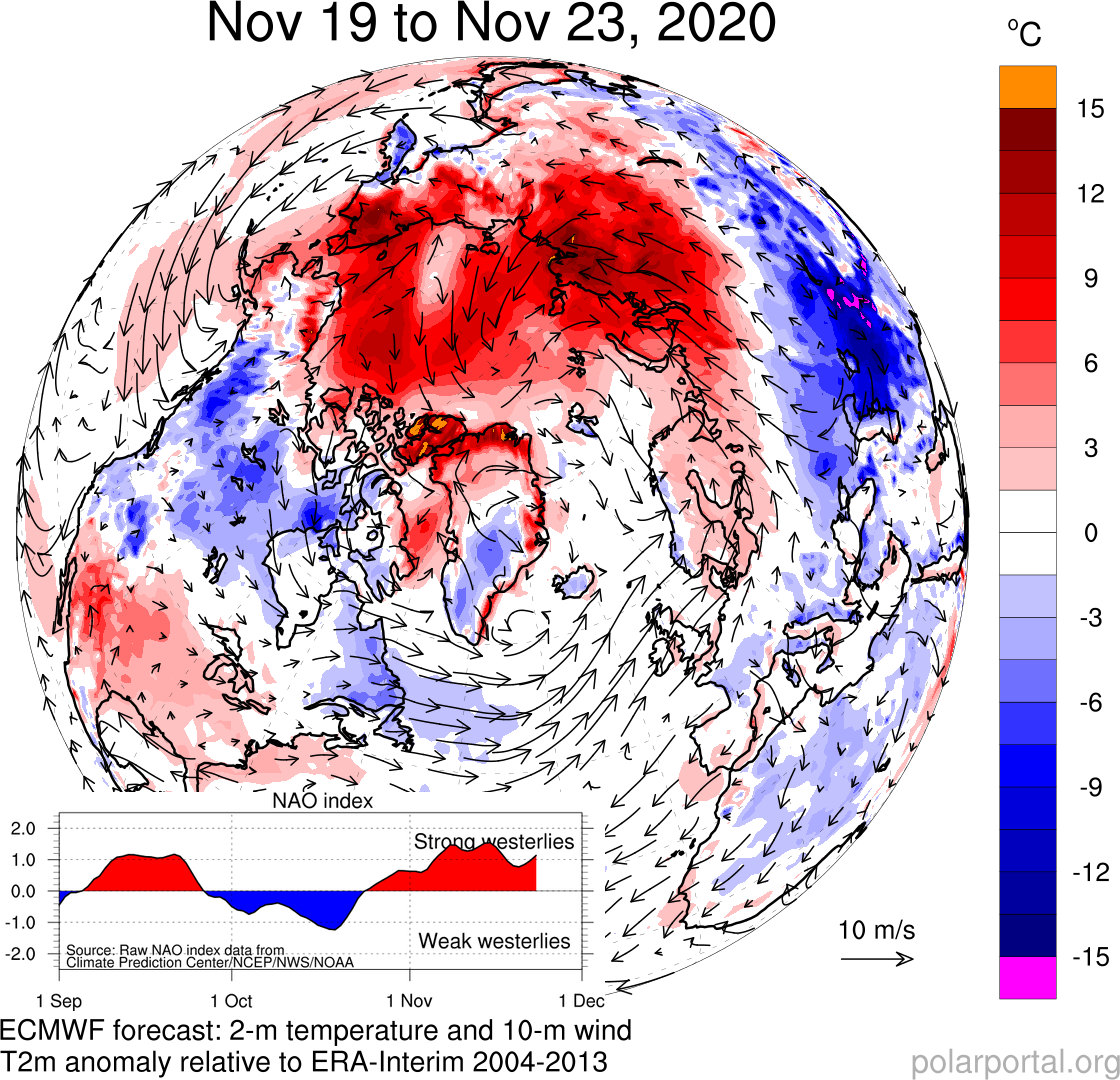 Nov 19 to Nov 23, 2020
°C
15
12
9
6
3
0
-3
-6
-9
-12
-15
10 m/s
NAO index
2.0
1.0
0.0
-1.0
-2.0
Strong westerlies
Weak westerlies
Source: Raw NAO index data from
Climate Prediction Center/NCEP/NWS/NOAA
1 Sep
1 Oct
1 Nov
1 Dec
ECMWF forecast: 2-m temperature and 10-m wind
T2m anomaly relative to ERA-Interim 2004-2013
polarportal.org